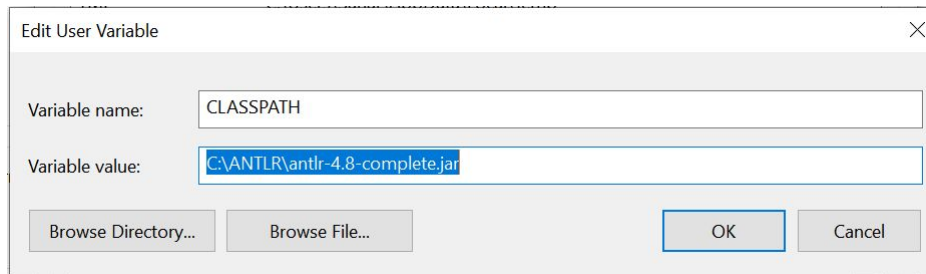 Edit User Variable
Variable name: CLASSPATH
Variable value: C:\ANTLR\antlr-4.8-complete.jar
Browse Directory... Browse File... OK Cancel